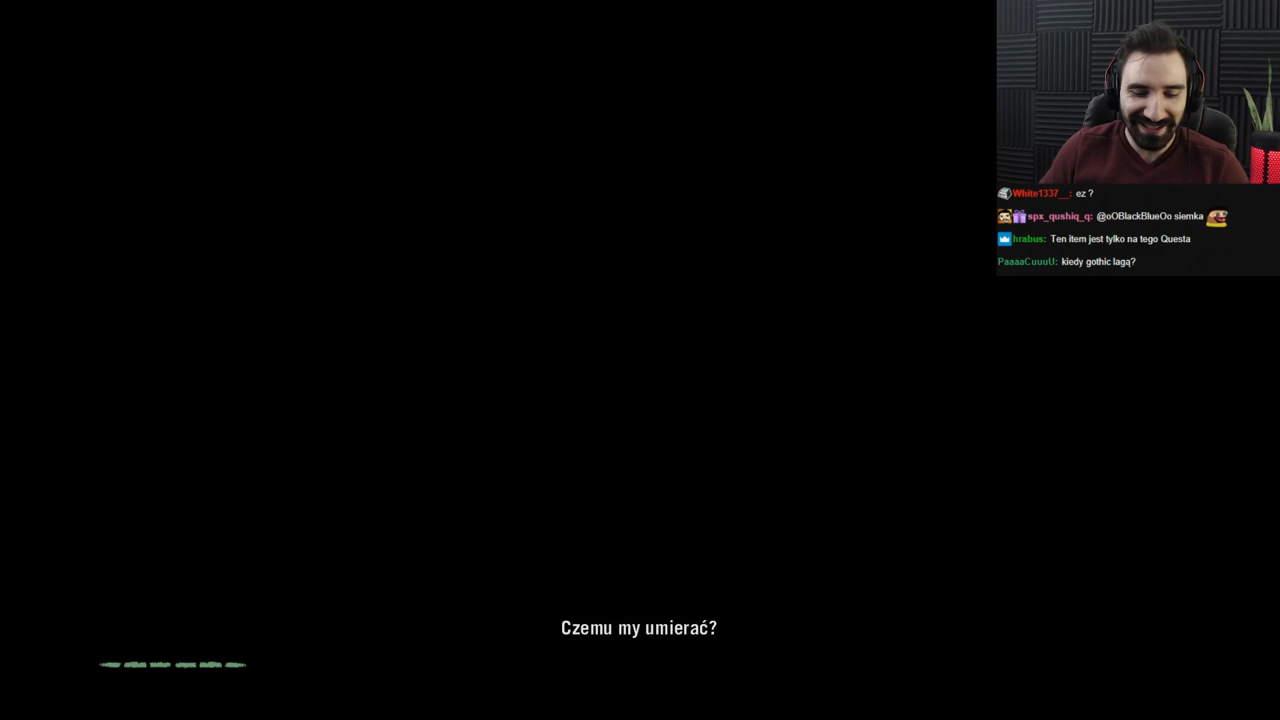 White1337__: ez ?
spx_qushiq_q: @oOBlackBlueOo siemka
hrabus: Ten item jest tylko na tego Questa
PaaaaCuuuU: kiedy gothic lagą?
Czemu my umierać?